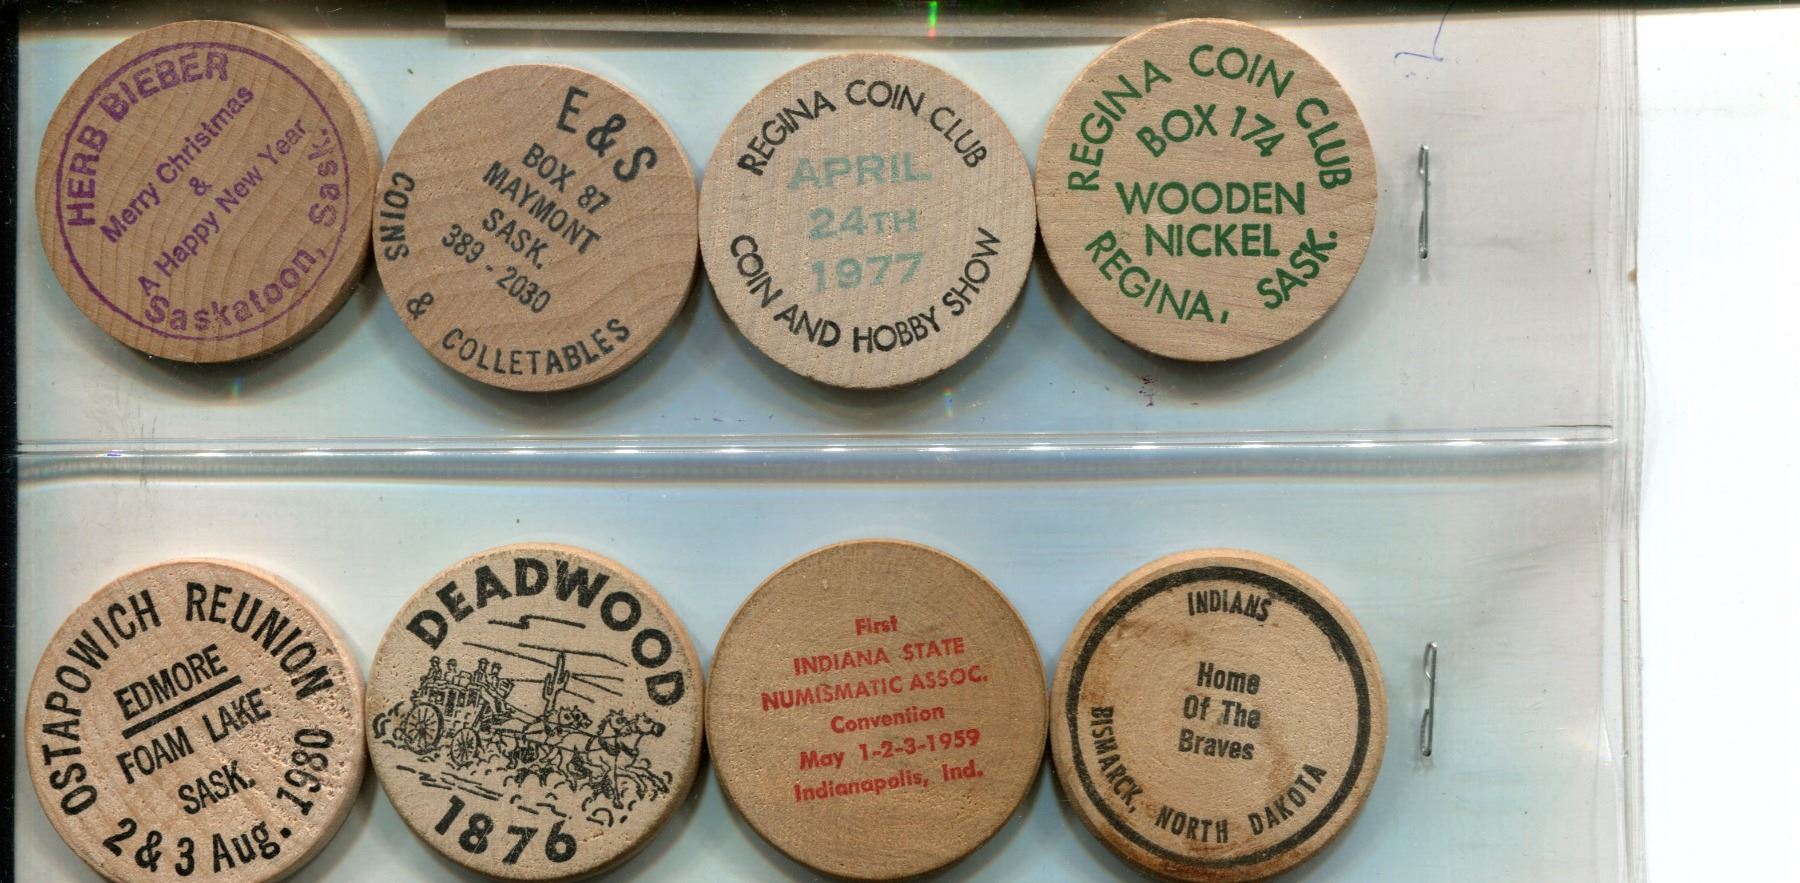 HERB BIEBER
Merry Christmas
&
A Happy New Year
Saskatoon, Sask.
E & S
BOX 87
MAYMONT
SASK.
389 - 2030
COINS & COLLETABLES
REGINA COIN CLUB
APRIL
24TH
1977
COIN AND HOBBY SHOW
REGINA COIN CLUB
BOX 174
WOODEN
NICKEL
REGINA, SASK.
OSTAPOWICH REUNION
EDMORE
FOAM LAKE
SASK.
2 & 3 Aug. 1980
DEADWOOD
1876
First
INDIANA STATE
NUMISMATIC ASSOC.
Convention
May 1-2-3-1959
Indianapolis, Ind.
INDIANS
Home
Of The
Braves
BISMARCK, NORTH DAKOTA